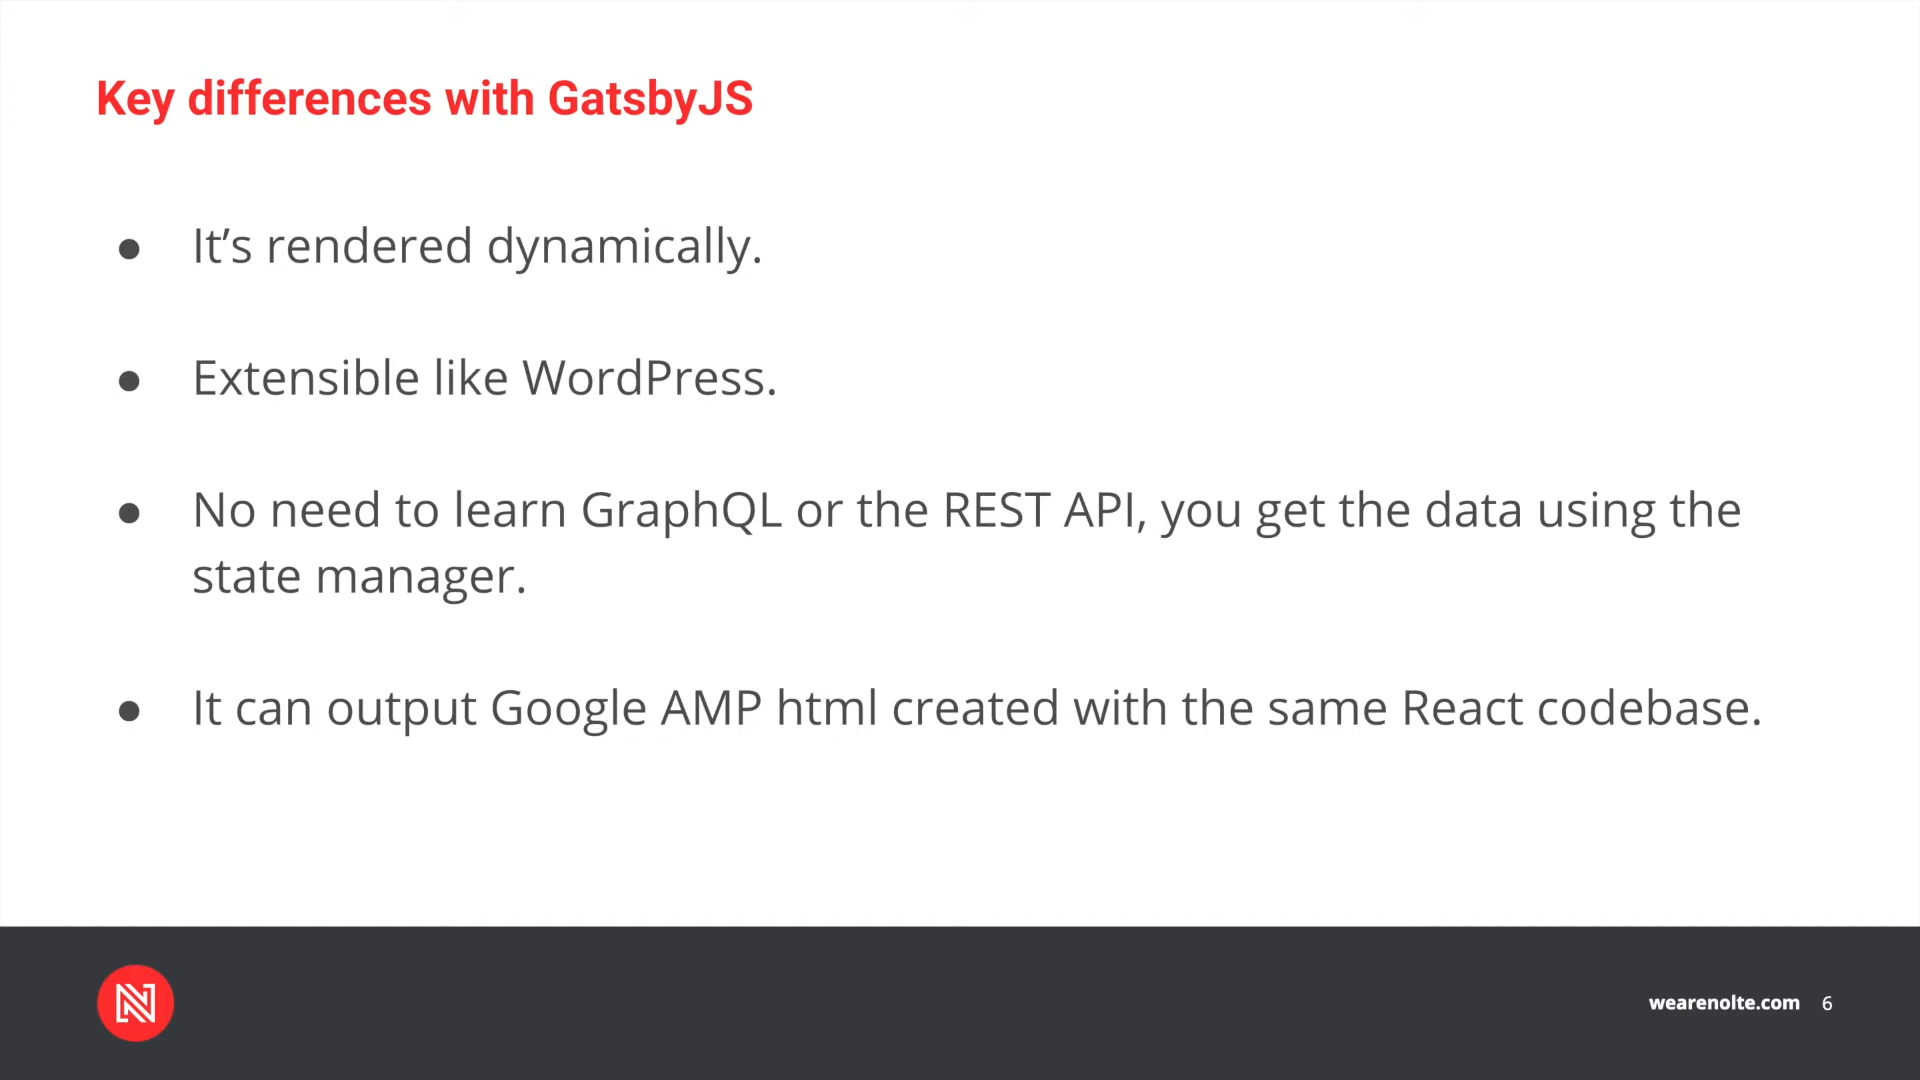 Key differences with GatsbyJS
● It’s rendered dynamically.
● Extensible like WordPress.
● No need to learn GraphQL or the REST API, you get the data using the
state manager.
● It can output Google AMP html created with the same React codebase.
N
wearenolte.com 6